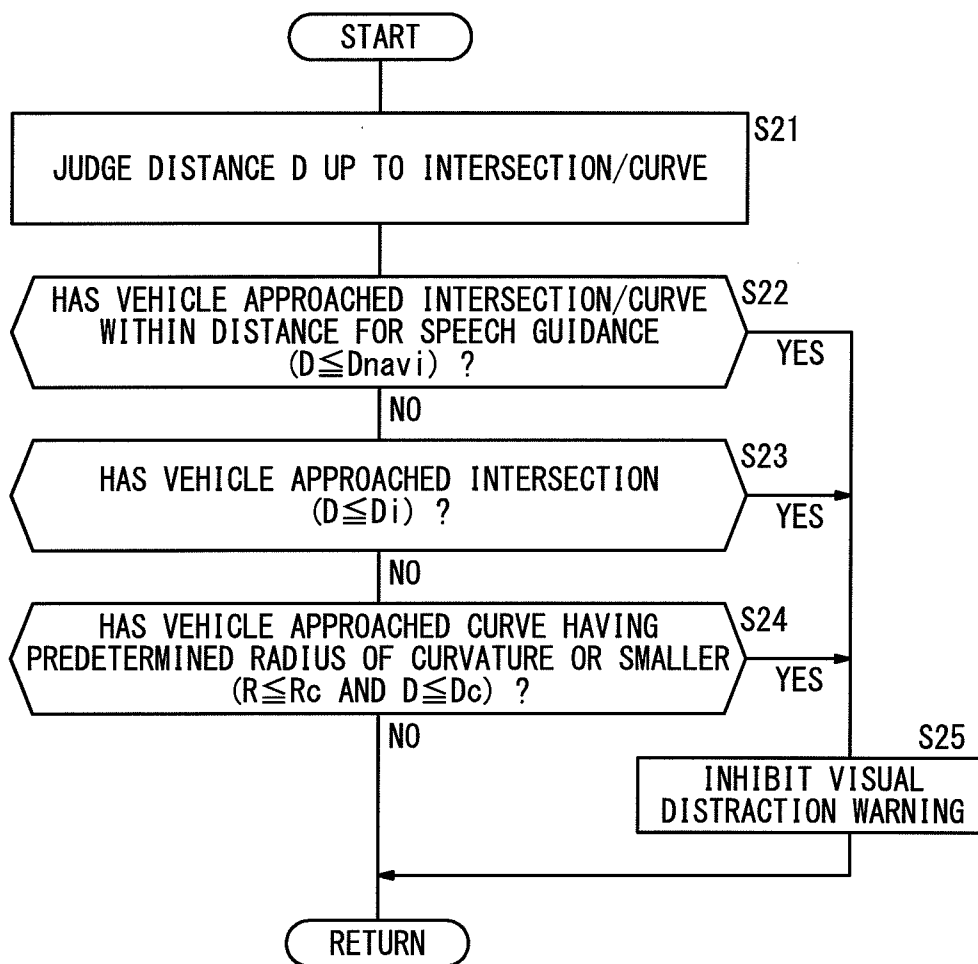 START
S21
JUDGE DISTANCE D UP TO INTERSECTION/CURVE
S22
HAS VEHICLE APPROACHED INTERSECTION/CURVE
WITHIN DISTANCE FOR SPEECH GUIDANCE
(D≦Dnavi) ?
YES
NO
S23
HAS VEHICLE APPROACHED INTERSECTION
(D≦Di) ?
YES
NO
S24
HAS VEHICLE APPROACHED CURVE HAVING
PREDETERMINED RADIUS OF CURVATURE OR SMALLER
(R≦Rc AND D≦Dc) ?
YES
NO
S25
INHIBIT VISUAL
DISTRACTION WARNING
RETURN